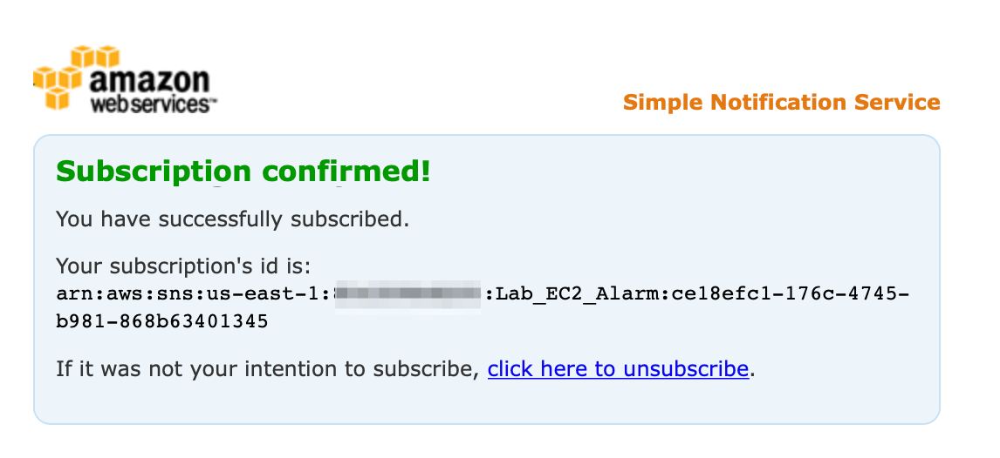 amazon
webservices™
Simple Notification Service
Subscription confirmed!
You have successfully subscribed.
Your subscription's id is:
arn:aws:sns:us-east-1: :Lab_EC2_Alarm:ce18efc1-176c-4745-
b981-868b63401345
If it was not your intention to subscribe, click here to unsubscribe.